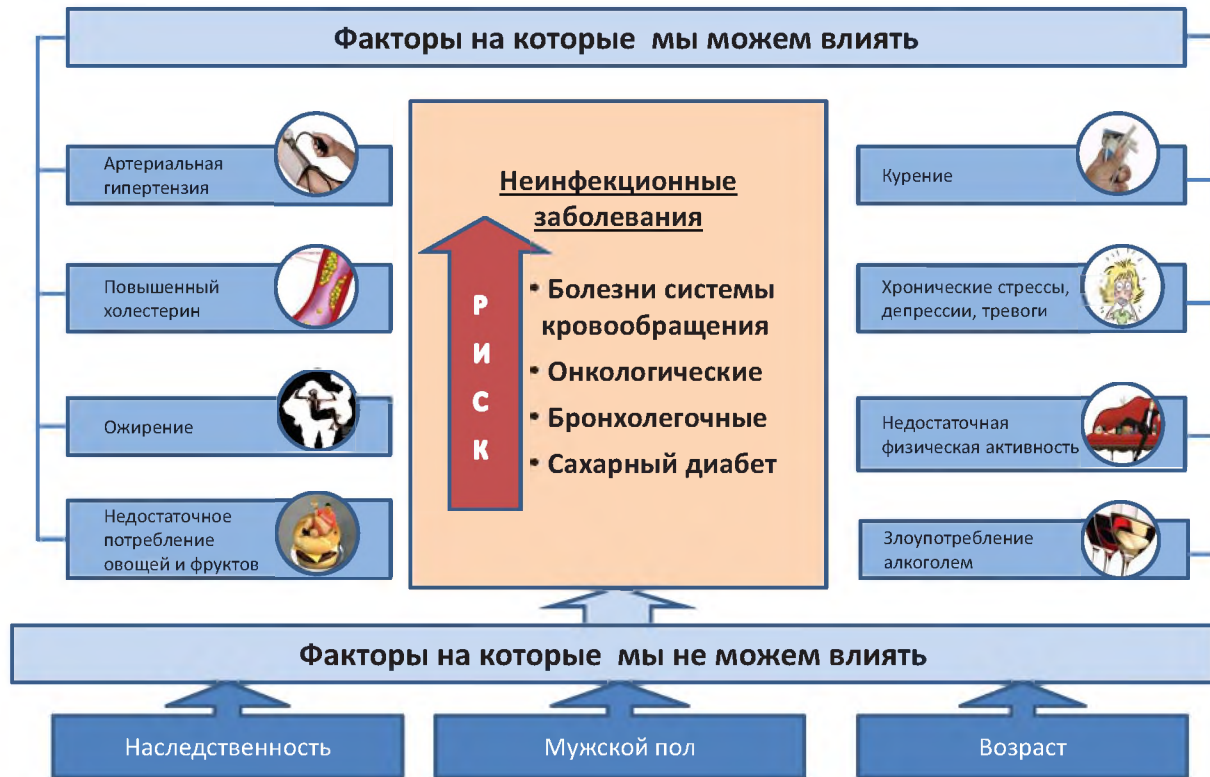 Факторы на которые мы можем влиять
Артериальная
гипертензия
Повышенный
холестерин
Ожирение
Недостаточное
потребление
овощей и фруктов
Неинфекционные
заболевания
РИСК
• Болезни системы
кровообращения
• Онкологические
• Бронхолегочные
• Сахарный диабет
Курение
Хронические стрессы,
депрессии, тревоги
Недостаточная
физическая активность
Злоупотребление
алкоголем
Факторы на которые мы не можем влиять
Наследственность
Мужской пол
Возраст